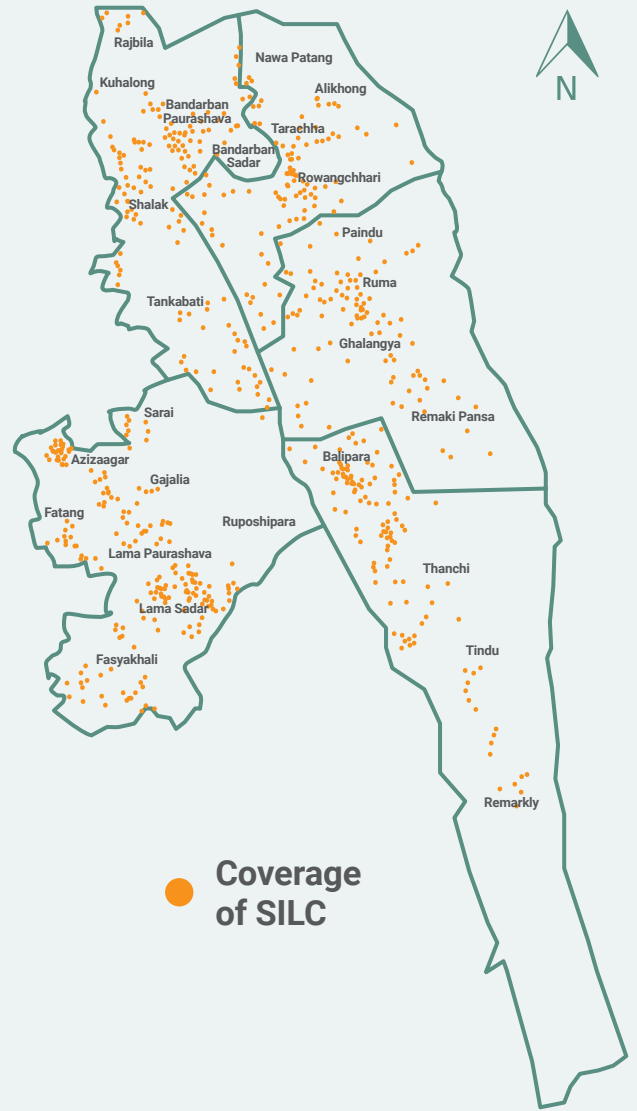 Rajbila
Nawa Patang
Kuhalong
Alikhong
Bandarban
Paurashava
Tarachha
Bandarban
Sadar
Rowangchhari
Shalak
Paindu
Ruma
Tankabati
Ghalangya
Sarai
Remaki Pansa
Azizaagar
Balipara
Gajalia
Fatang
Ruposhipara
Lama Paurashava
Thanchi
Lama Sadar
Tindu
Fasyakhali
Remarkly
N
Coverage
of SILC